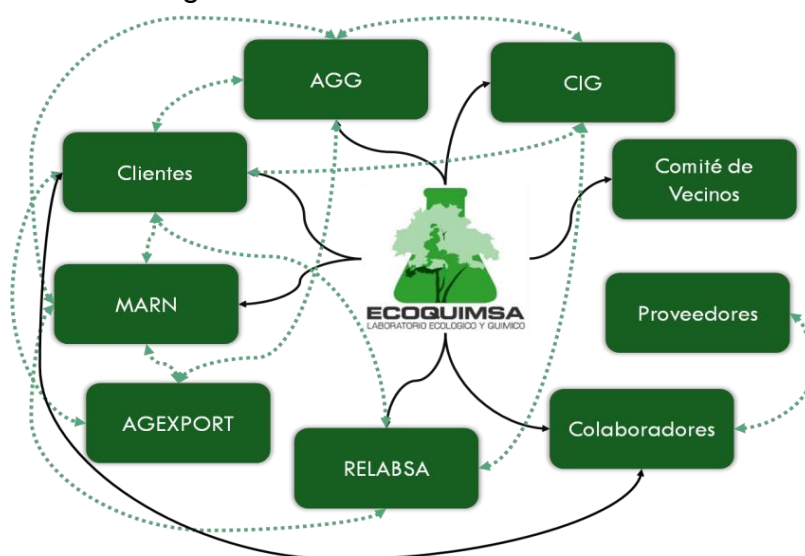 AGG
CIG
Clientes
Comité de
Vecinos
ECOQUIMSA
LABORATORIO ECOLOGICO Y QUIMICO
MARN
Proveedores
AGEXPORT
RELABSA
Colaboradores